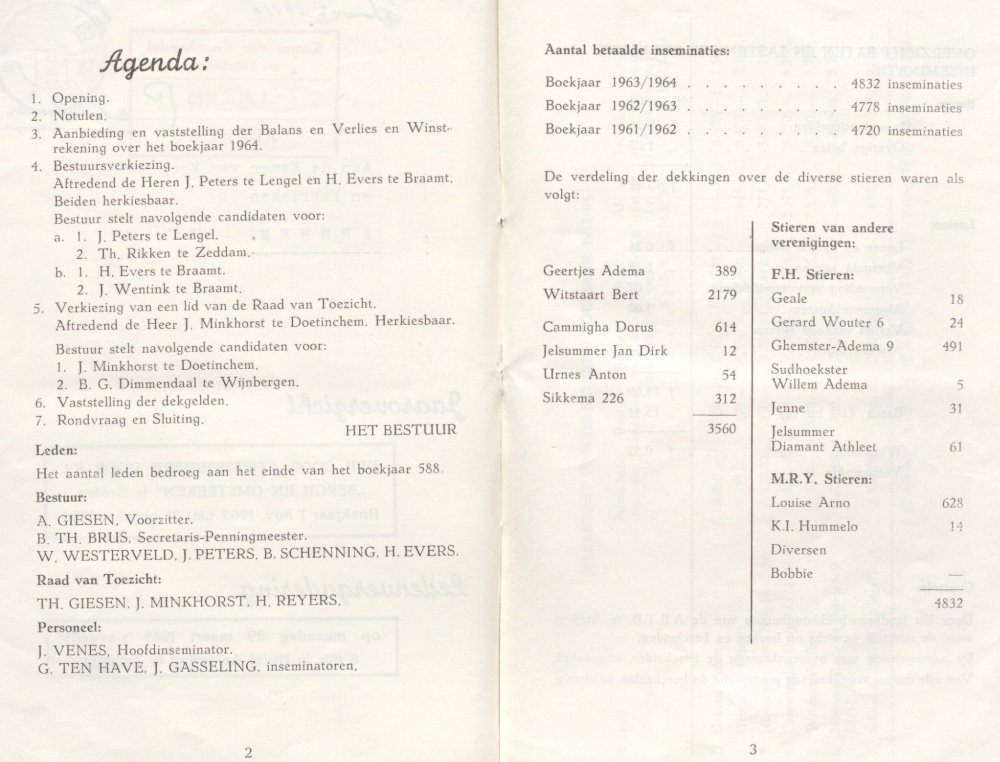 Agenda:
1. Opening.
2. Notulen.
3. Aanbieding en vaststelling der Balans en Verlies en Winst-
rekening over het boekjaar 1964.
4. Bestuursverkiezing.
Aftredend de Heren J. Peters te Lengel en H. Evers te Braamt.
Beiden herkiesbaar.
Bestuur stelt navolgende candidaten voor:
a. 1. J. Peters te Lengel.
2. Th. Rikken te Zeddam.
b. 1. H. Evers te Braamt.
2. J. Wentink te Braamt.
5. Verkiezing van een lid van de Raad van Toezicht.
Aftredend de Heer J. Minkhorst te Doetinchem. Herkiesbaar.
Bestuur stelt navolgende candidaten voor:
1. J. Minkhorst te Doetinchem.
2. B. G. Dimmendaal te Wijnbergen.
6. Vaststelling der dekgelden.
7. Rondvraag en Sluiting.
HET BESTUUR
Leden:
Het aantal leden bedroeg aan het einde van het boekjaar 588.
Bestuur:
A. GIESEN, Voorzitter.
B. TH. BRUS, Secretaris-Penningmeester.
W. WESTERVELD, J. PETERS, B. SCHENNING, H. EVERS.
Raad van Toezicht:
TH. GIESEN, J. MINKHORST, H. REYERS.
Personeel:
J. VENES, Hoofdinseminator.
G. TEN HAVE, J. GASSELING, inseminatoren.
2
Aantal betaalde inseminaties:
Boekjaar 1963/1964 . . . . . . . . . 4832 inseminaties
Boekjaar 1962/1963 . . . . . . . . . 4778 inseminaties
Boekjaar 1961/1962 . . . . . . . . . 4720 inseminaties
De verdeling der dekkingen over de diverse stieren waren als
volgt:
Geertjes Adema 389
Witstaart Bert 2179
Cammigha Dorus 614
Jelsummer Jan Dirk 12
Urnes Anton 54
Sikkema 226 312
3560
Stieren van andere
verenigingen:
F.H. Stieren:
Geale 18
Gerard Wouter 6 24
Ghemster-Adema 9 491
Sudhoekster
Willem Adema 5
Jenne 31
Jelsummer
Diamant Athleet 61
M.R.Y. Stieren:
Louise Arno 628
K.I. Hummelo 14
Diversen
Bobbie —
4832
3